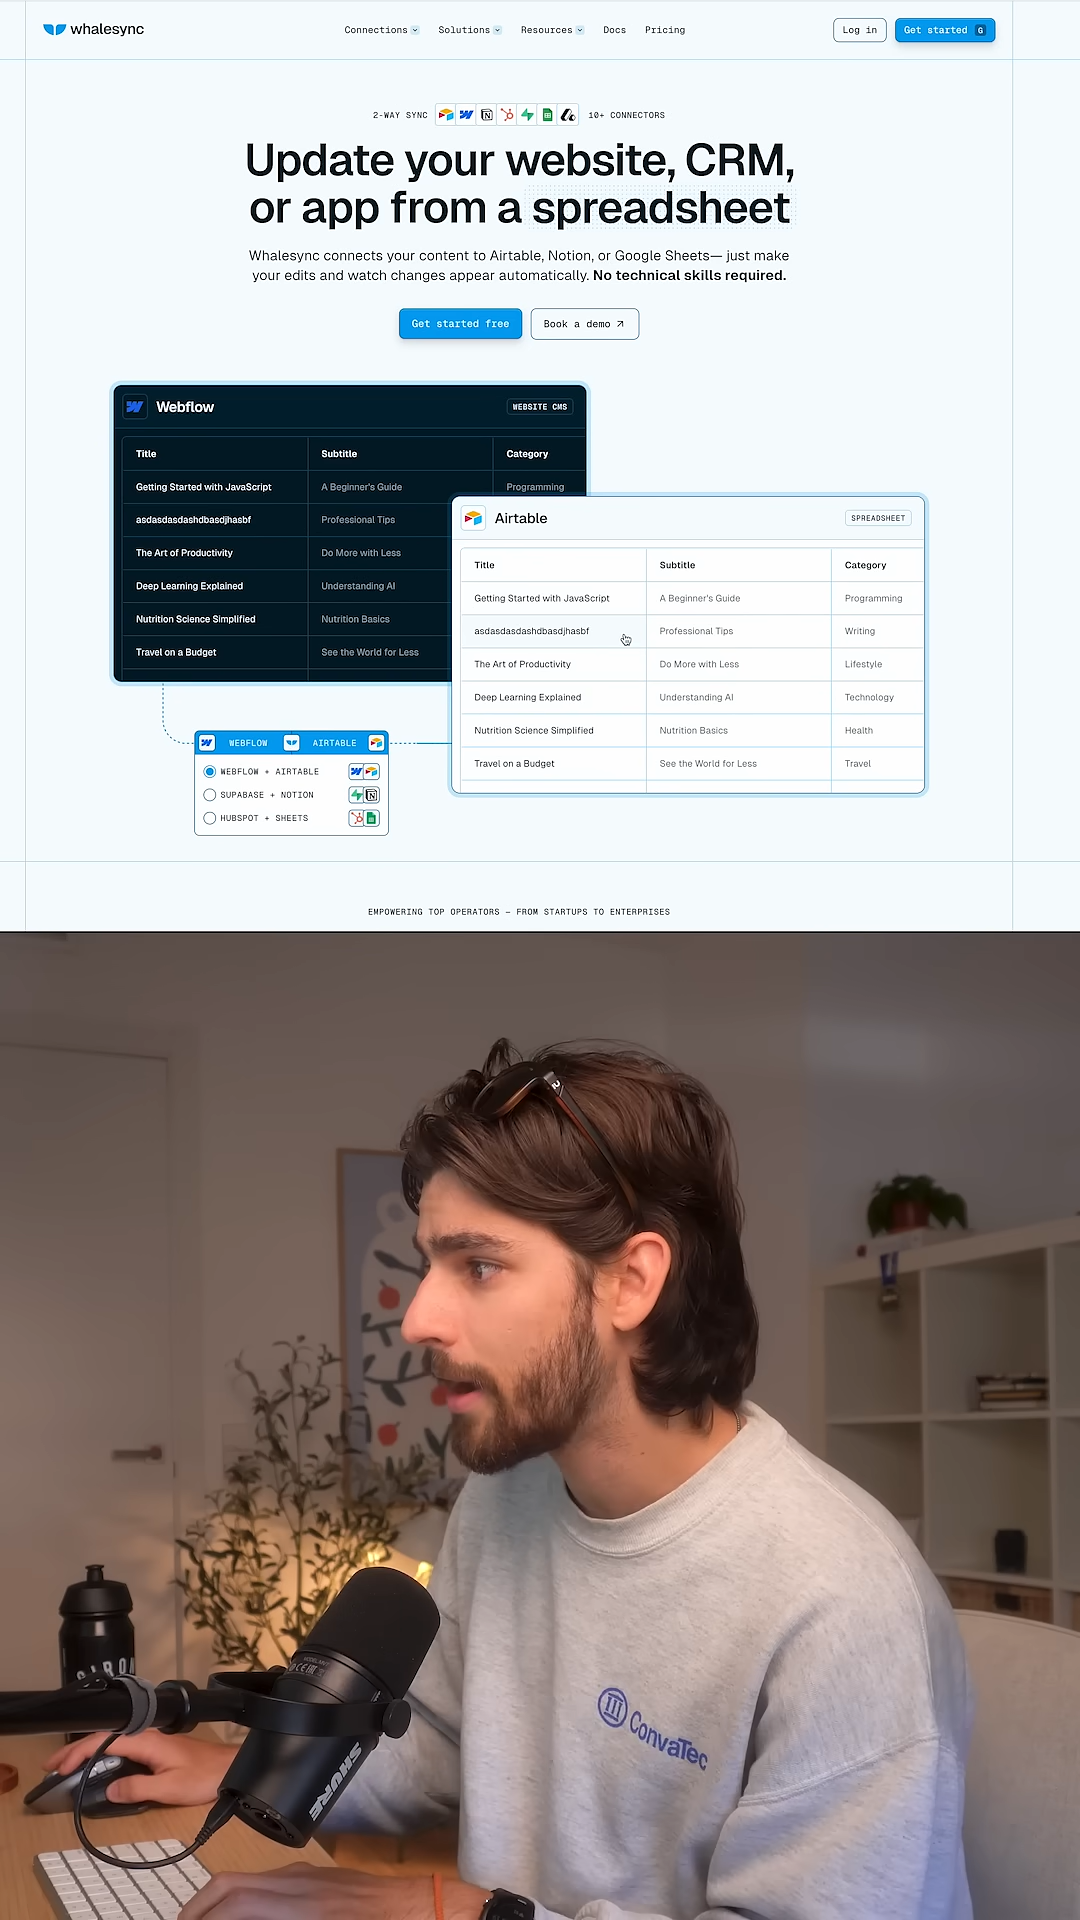 whalesync
Connections
Solutions
Resources
Docs
Pricing
Log in
Get started G
2-WAY SYNC
10+ CONNECTORS
Update your website, CRM,
or app from a spreadsheet
Whalesync connects your content to Airtable, Notion, or Google Sheets— just make
your edits and watch changes appear automatically. No technical skills required.
Get started free
Book a demo
Webflow
WEBSITE CMS
Title Subtitle Category
Getting Started with JavaScript A Beginner's Guide Programming
asdasdasdashdbasdjhasbf Professional Tips
The Art of Productivity Do More with Less
Deep Learning Explained Understanding AI
Nutrition Science Simplified Nutrition Basics
Travel on a Budget See the World for Less
Airtable
SPREADSHEET
Title Subtitle Category
Getting Started with JavaScript A Beginner's Guide Programming
asdasdasdashdbasdjhasbf Professional Tips Writing
The Art of Productivity Do More with Less Lifestyle
Deep Learning Explained Understanding AI Technology
Nutrition Science Simplified Nutrition Basics Health
Travel on a Budget See the World for Less Travel
WEBFLOW AIRTABLE
WEBFLOW + AIRTABLE
SUPABASE + NOTION
HUBSPOT + SHEETS
EMPOWERING TOP OPERATORS — FROM STARTUPS TO ENTERPRISES
SHURE
ConvaTec